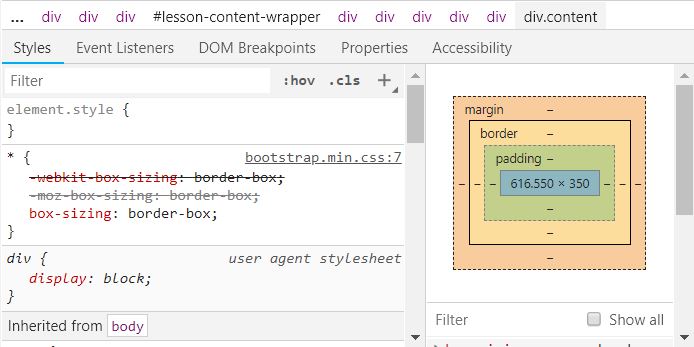 ... div div #lesson-content-wrapper div div div div div div.content
Styles Event Listeners DOM Breakpoints Properties Accessibility
Filter :hov .cls +
element.style {
}
* { bootstrap.min.css:7
-webkit-box-sizing: border-box;
-moz-box-sizing: border-box;
box-sizing: border-box;
}
div { user agent stylesheet
display: block;
}
Inherited from body
margin –
border –
padding –
– – – 616.550 × 350 – – –
–
–
–
Filter Show all